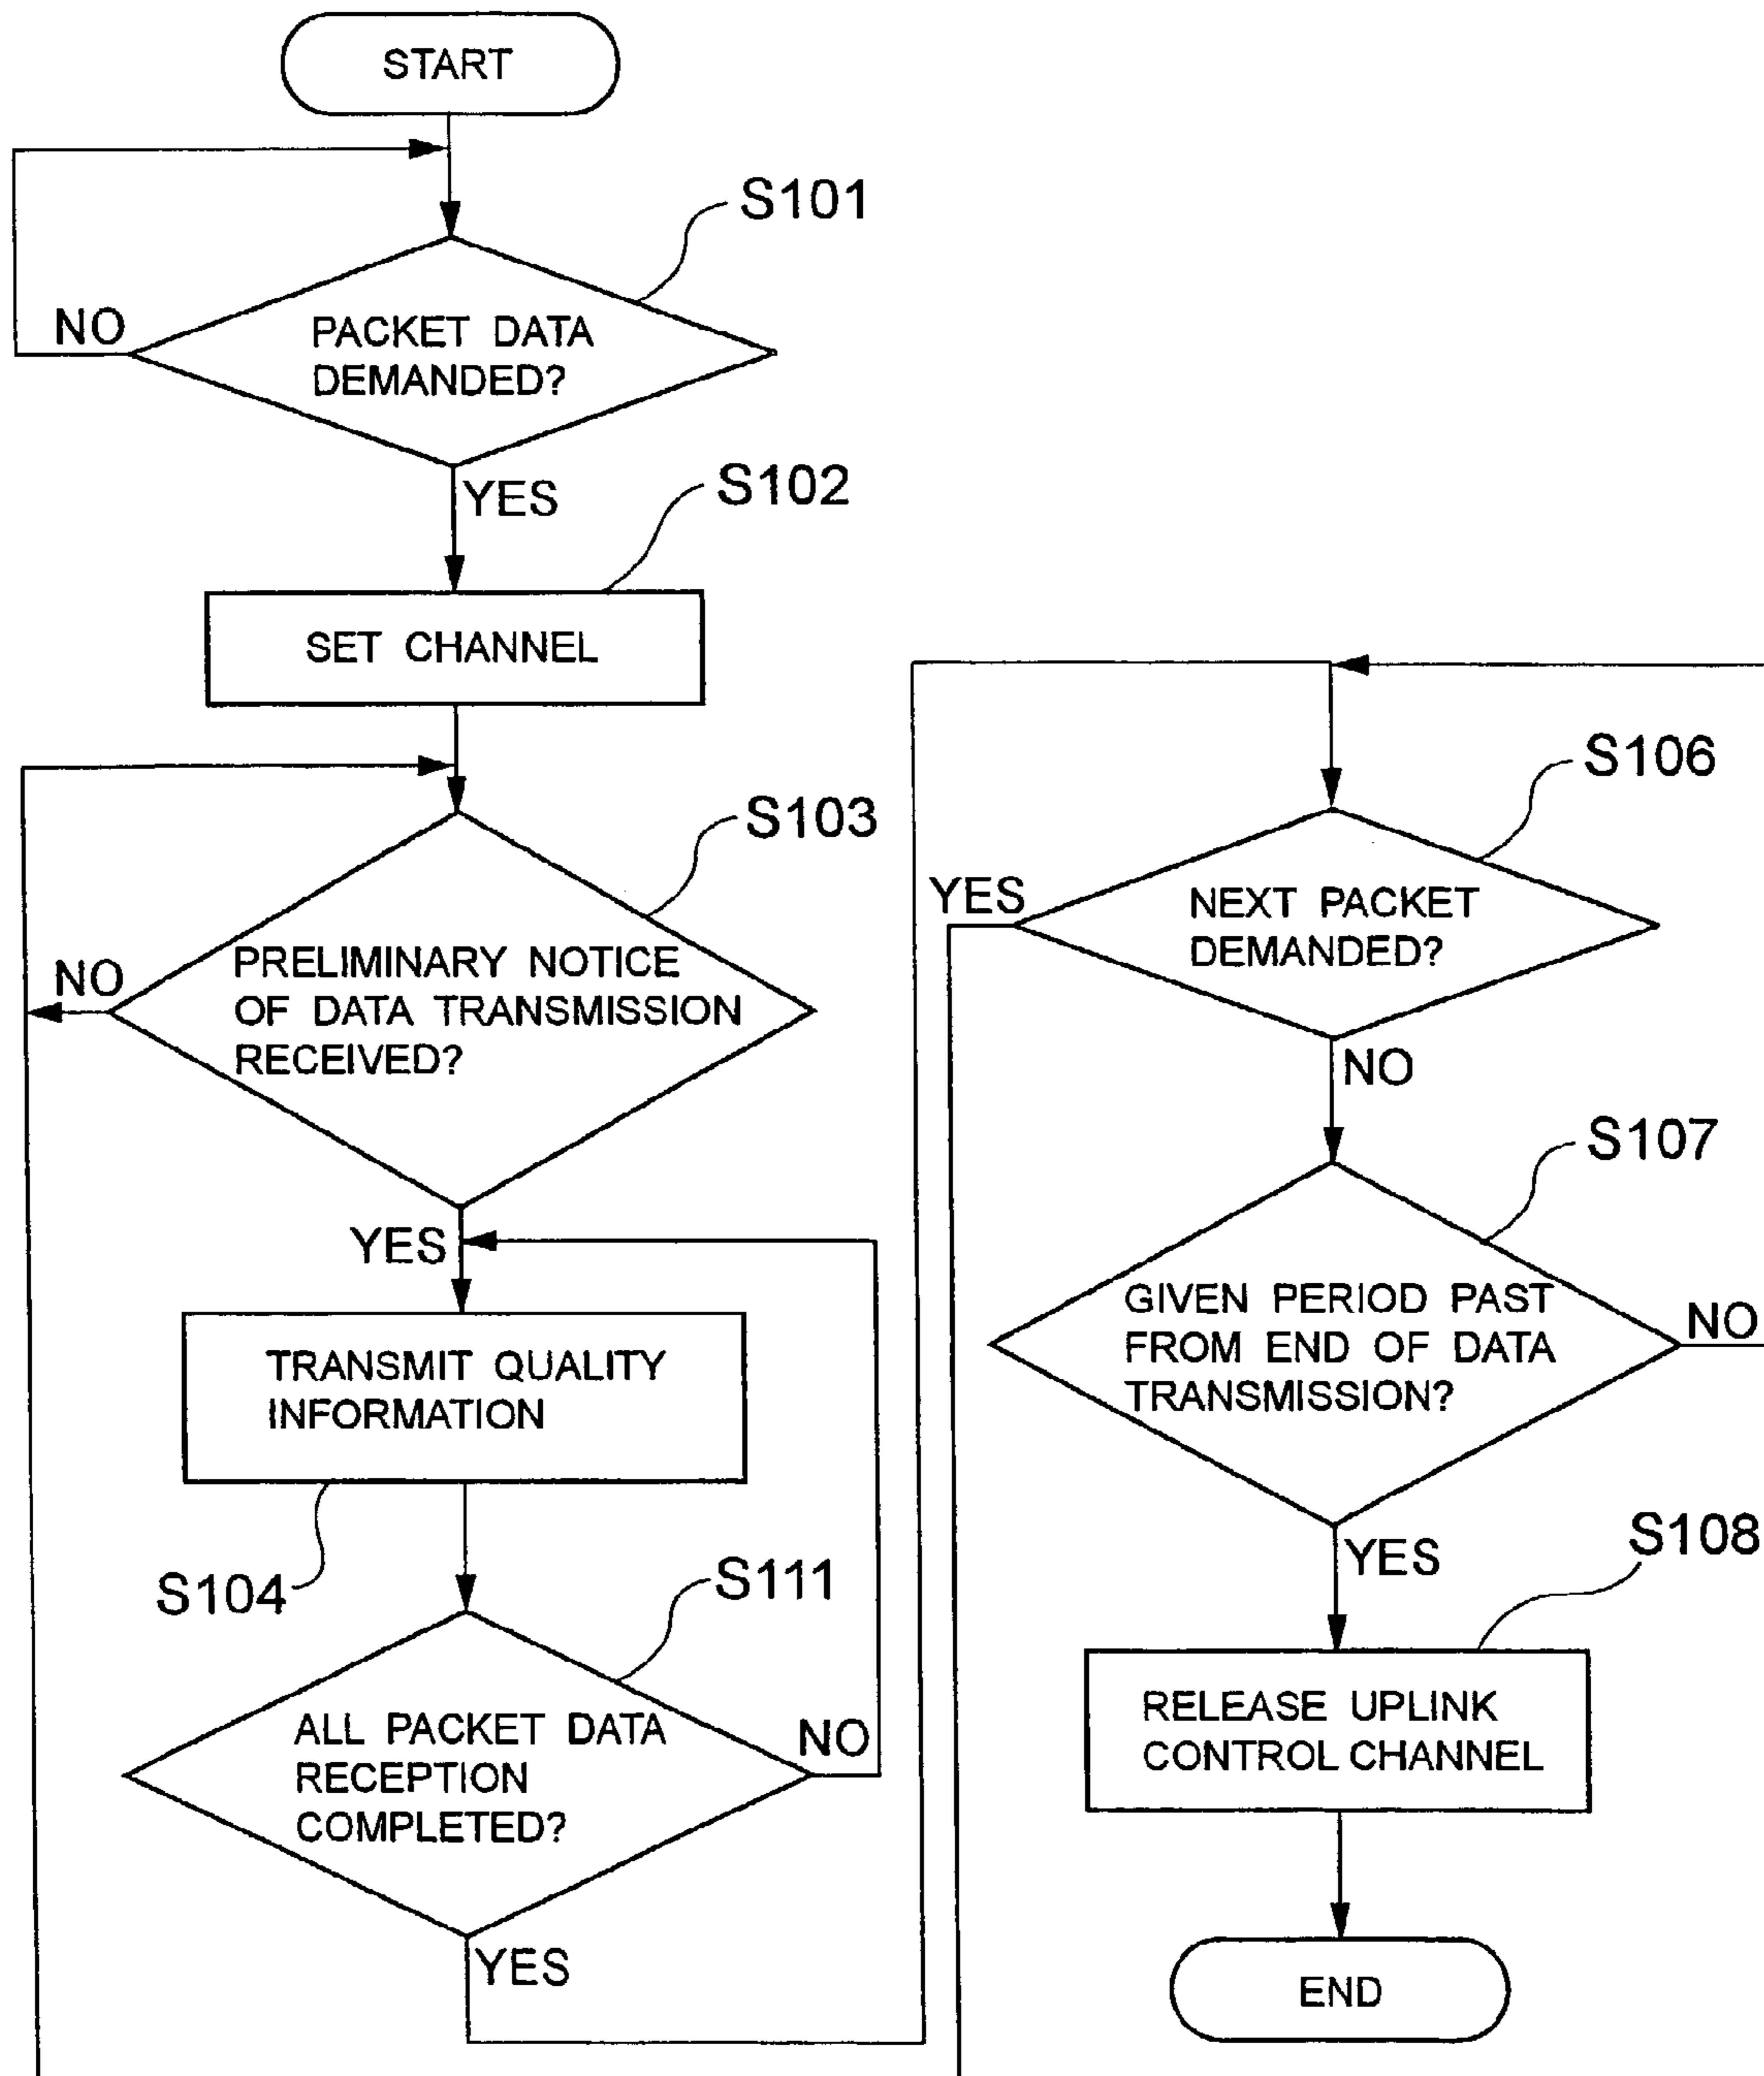 START
S101
NO
PACKET DATA
DEMANDED?
YES
S102
SET CHANNEL
S103
NO
PRELIMINARY NOTICE
OF DATA TRANSMISSION
RECEIVED?
YES
TRANSMIT QUALITY
INFORMATION
S104
S111
ALL PACKET DATA
RECEPTION
COMPLETED?
NO
YES
S106
YES
NEXT PACKET
DEMANDED?
NO
S107
GIVEN PERIOD PAST
FROM END OF DATA
TRANSMISSION?
NO
YES
S108
RELEASE UPLINK
CONTROL CHANNEL
END